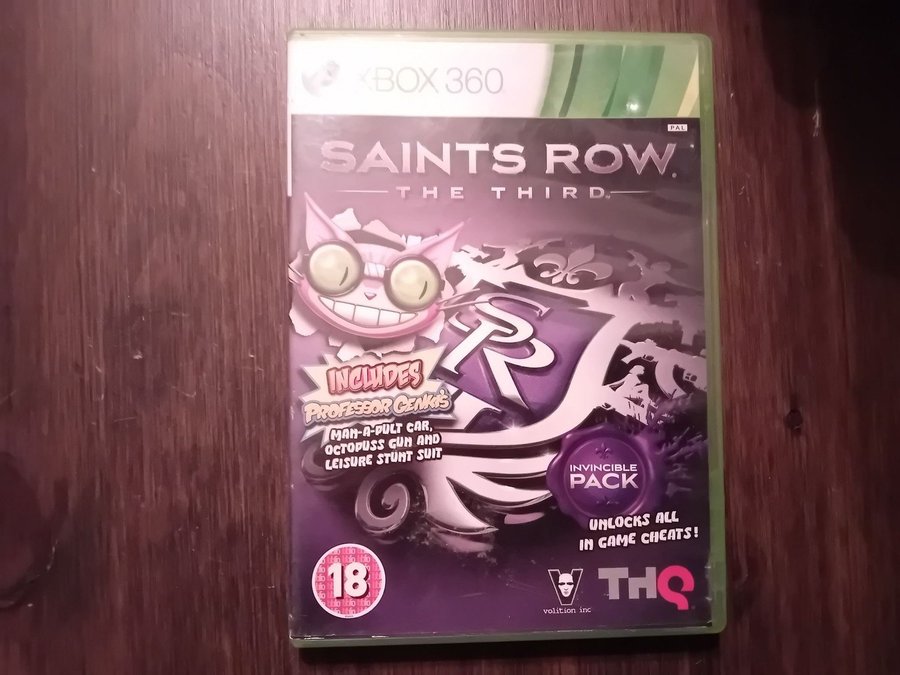 XBOX 360
PAL
SAINTS ROW.
THE THIRD
INCLUDES
PROFESSOR GENKI'S
MAN-A-PULT CAR,
OCTOPUSS GUN AND
LEISURE STUNT SUIT
INVINCIBLE
PACK
UNLOCKS ALL
IN GAME CHEATS!
18
V
volition inc
THQ